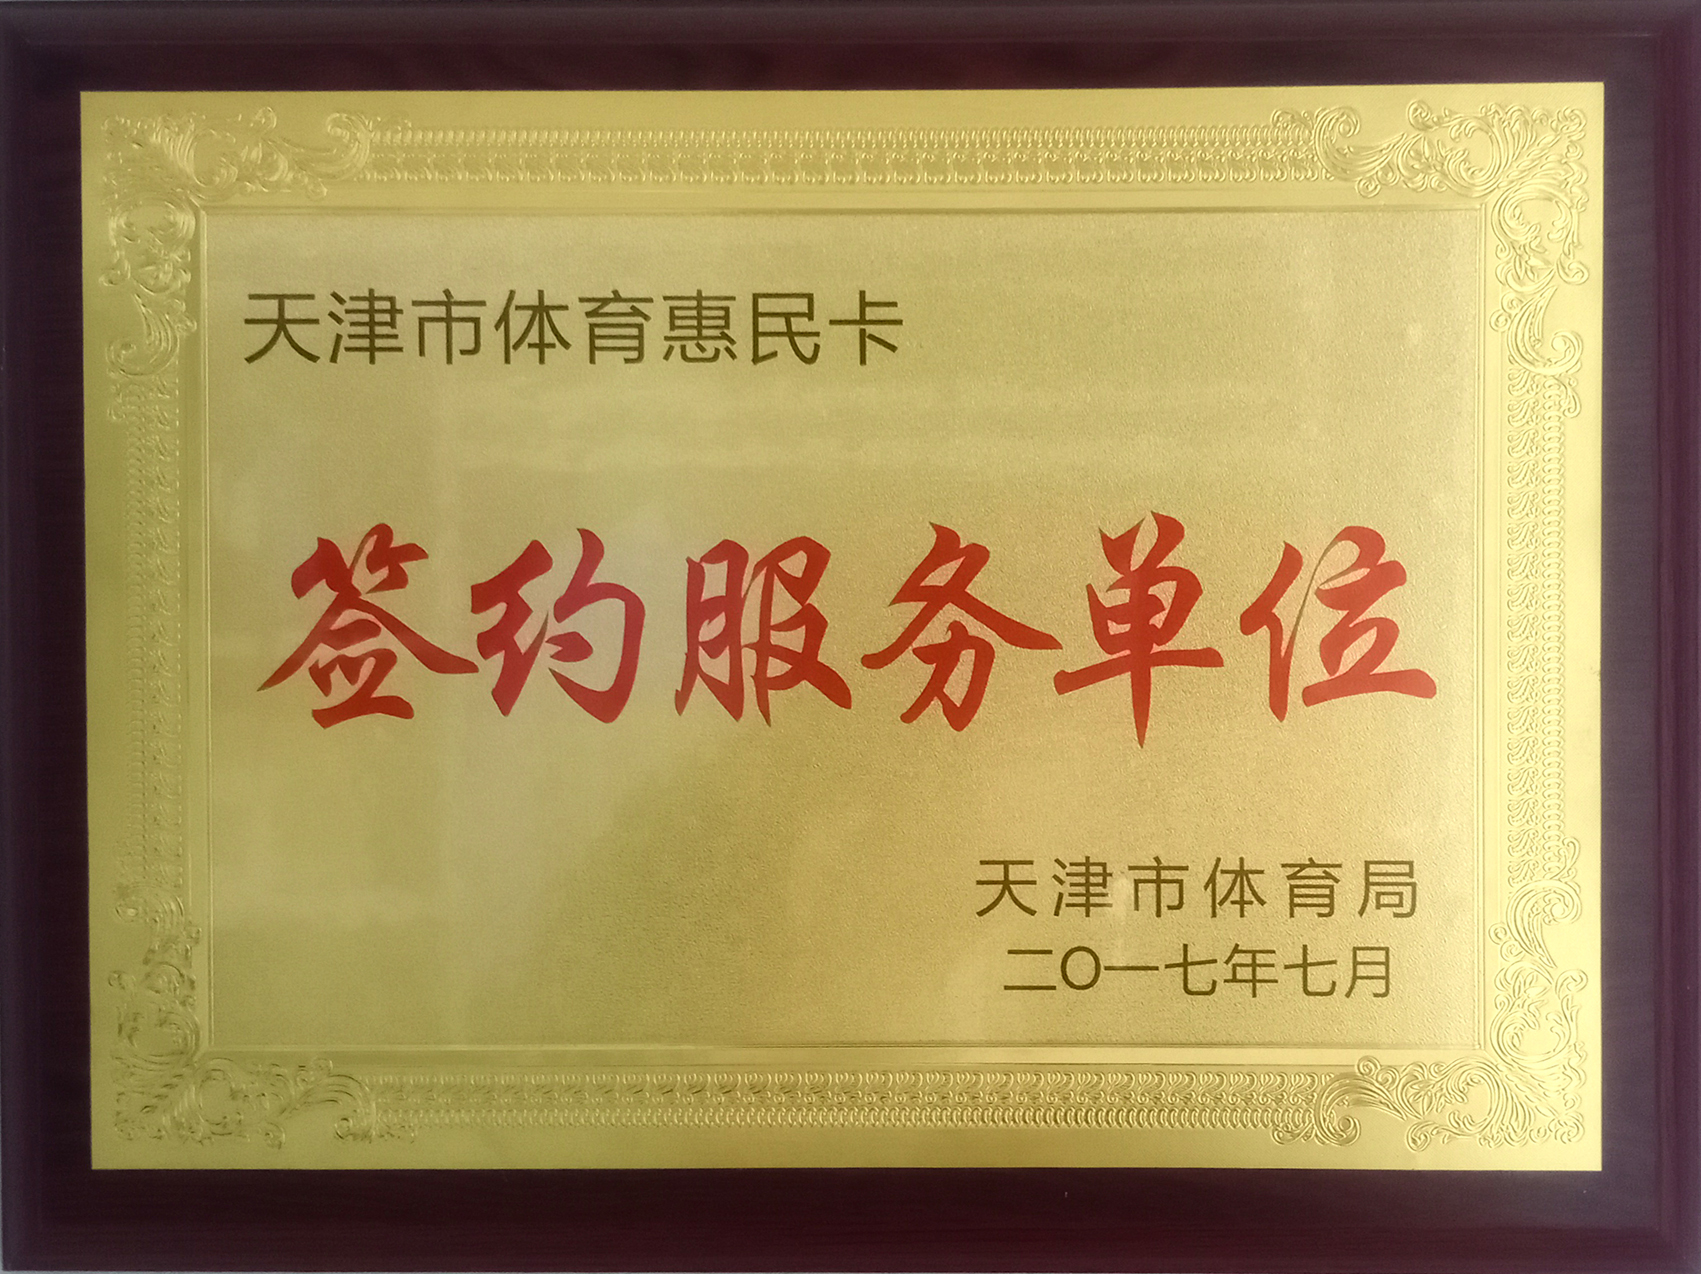 天津市体育惠民卡
签约服务单位
天津市体育局
二〇一七年七月